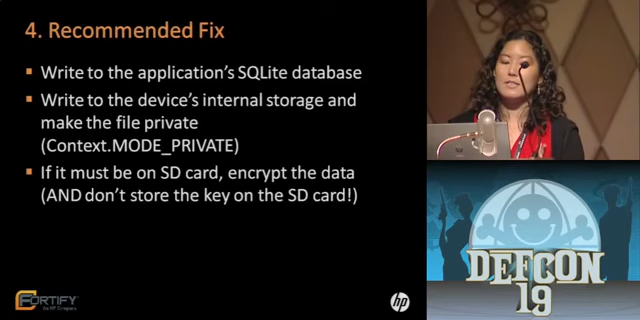 4. Recommended Fix
Write to the application's SQLite database
Write to the device's internal storage and
make the file private
(Context.MODE_PRIVATE)
If it must be on SD card, encrypt the data
(AND don't store the key on the SD card!)
FORTIFY
hp
DEFCON
19